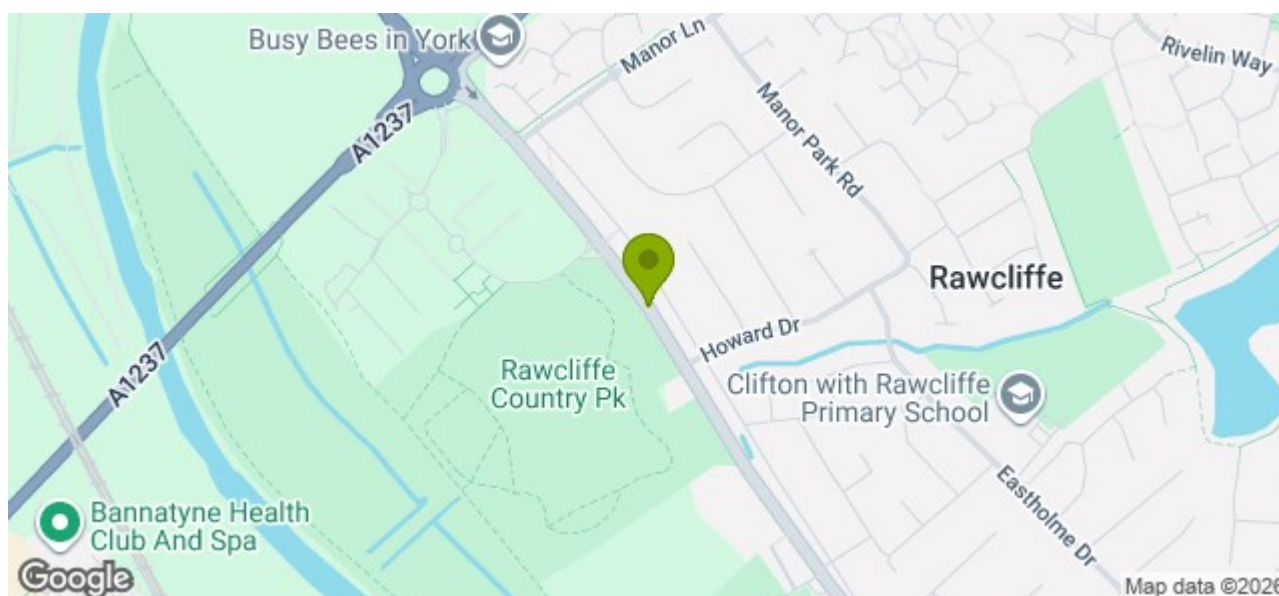 Busy Bees in York
Manor Ln
Rivelin Way
A1237
Manor Park Rd
Rawcliffe
Howard Dr
A1237
Rawcliffe
Country Pk
Clifton with Rawcliffe
Primary School
Eastholme Dr
Bannatyne Health
Club And Spa
Google
Map data ©2026